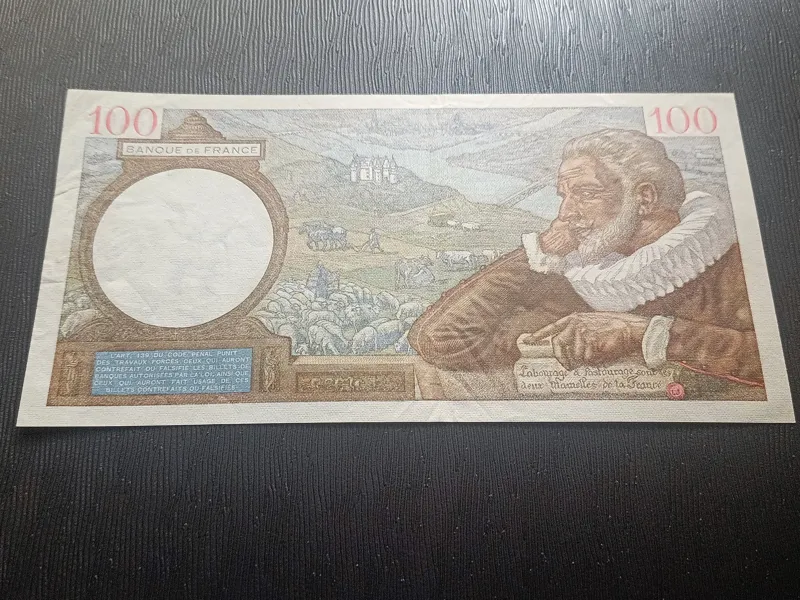 100
100
BANQUE DE FRANCE
L'ART. 139 DU CODE PENAL PUNIT
DES TRAVAUX FORCÉS CEUX QUI AURONT
CONTREFAIT OU FALSIFIÉ LES BILLETS DE
BANQUES AUTORISÉES PAR LA LOI, AINSI QUE
CEUX QUI AURONT FAIT USAGE DE CES
BILLETS CONTREFAITS OU FALSIFIÉS.
Labourage & Pastourage sont les
deux Mamelles de la France